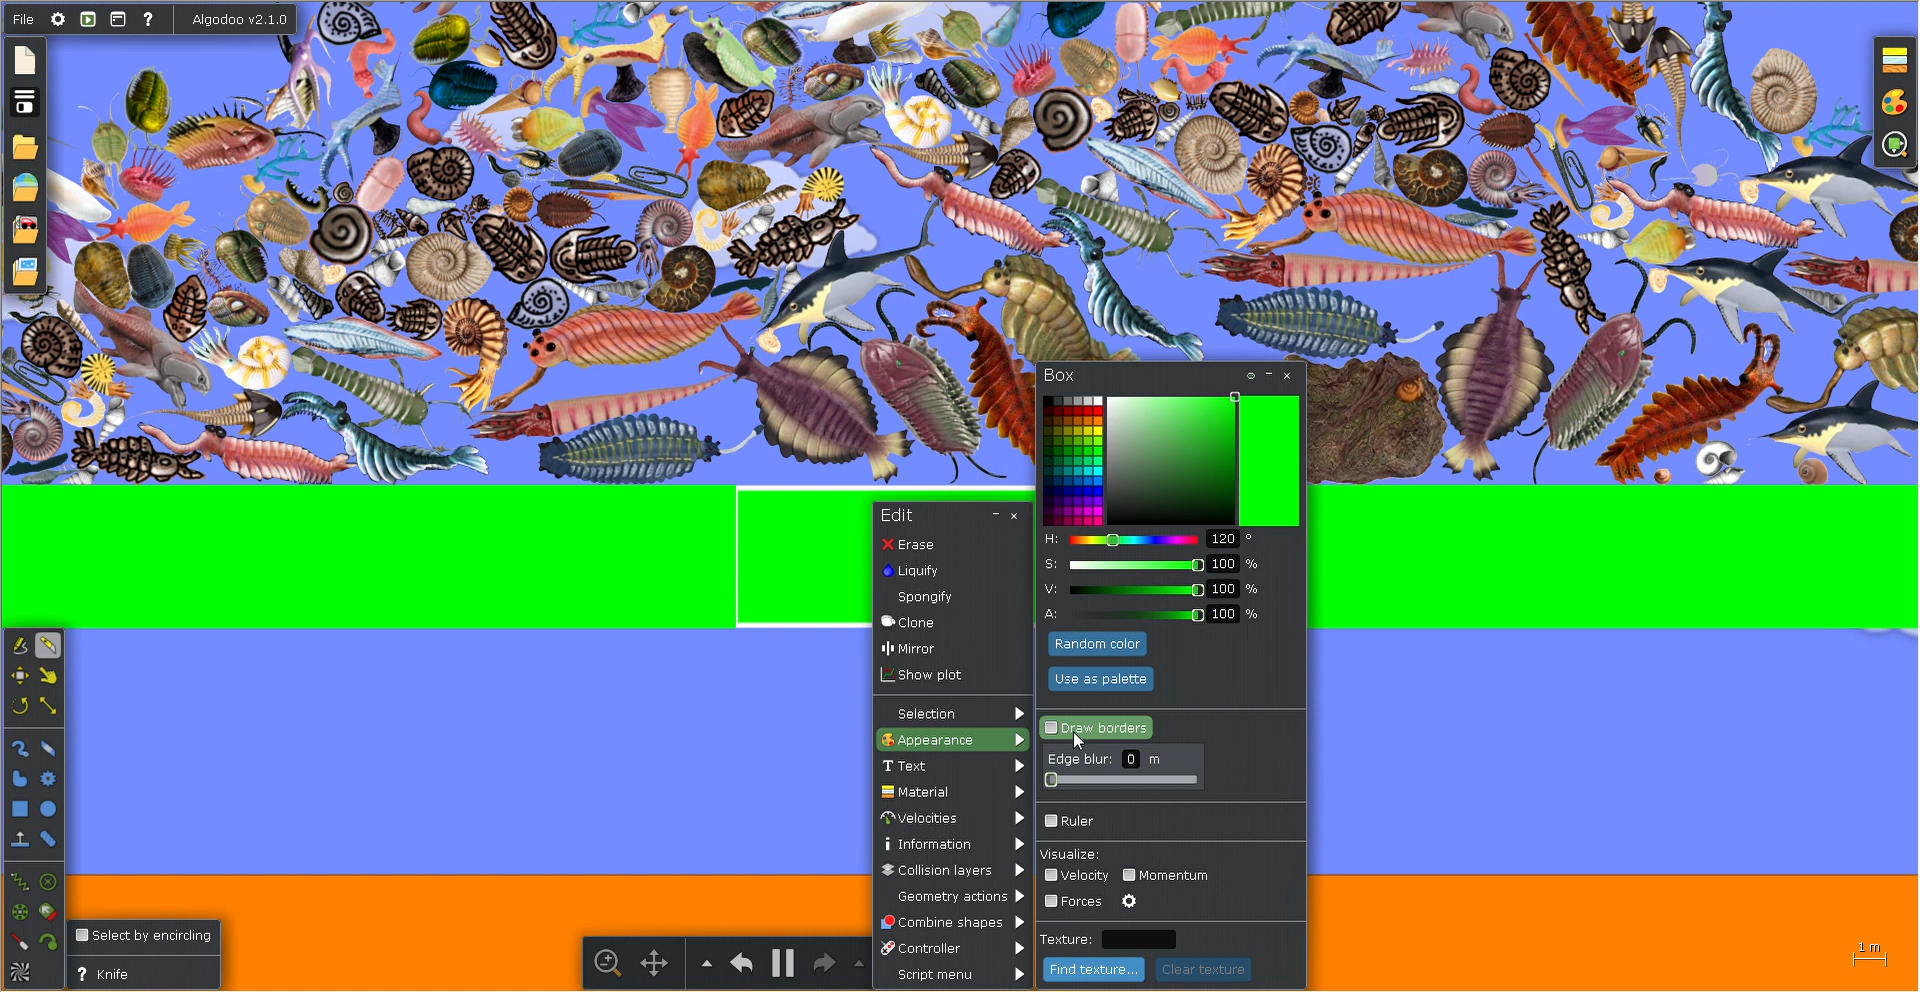 File
? Algodoo v2.1.0
Box
H: 120 °
S: 100 %
V: 100 %
A: 100 %
Random color
Use as palette
Draw borders
Edge blur: 0 m
Ruler
Visualize:
Velocity Momentum
Forces
Texture:
Find texture... Clear texture
Edit
Erase
Liquify
Spongify
Clone
Mirror
Show plot
Selection
Appearance
Text
Material
Velocities
Information
Collision layers
Geometry actions
Combine shapes
Controller
Script menu
Select by encircling
? Knife
1 m